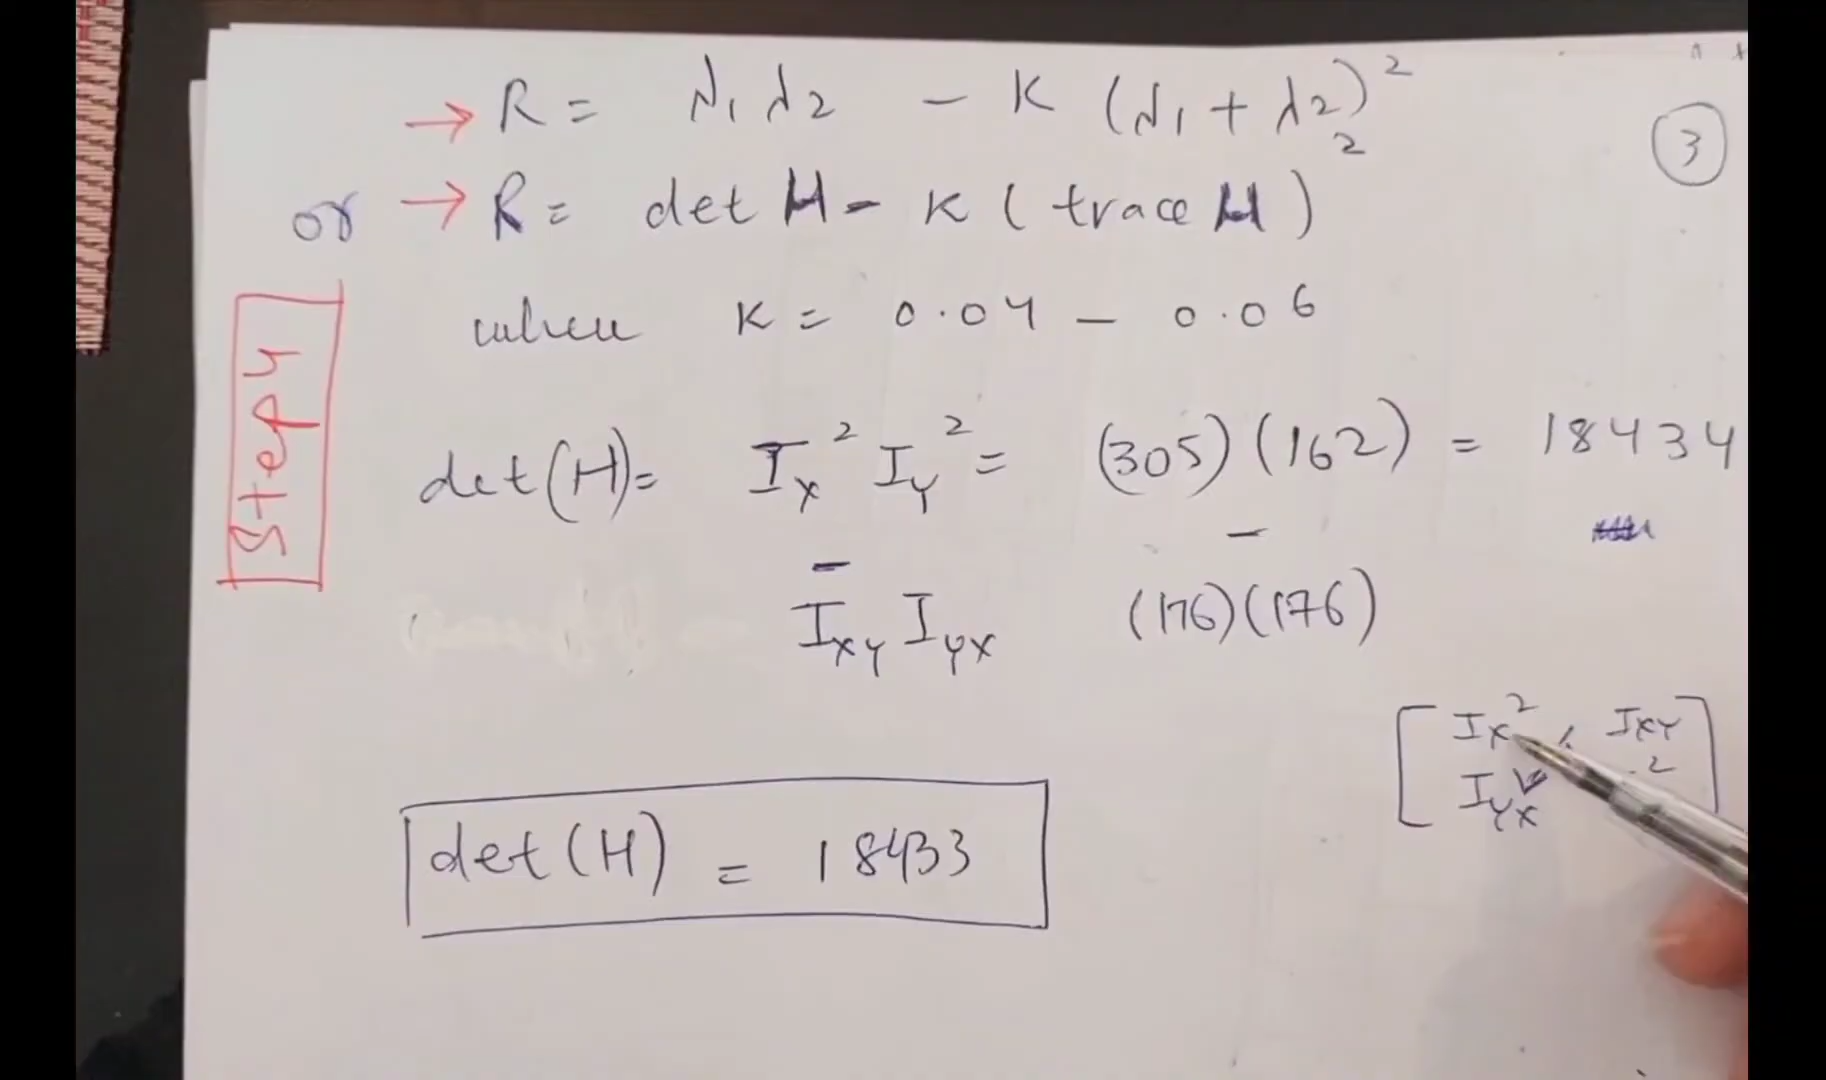 → R = λ1 λ2 - K (λ1 + λ2)²
3
or → R = det H - K ( trace H )²
when K = 0.04 - 0.06
Step 4
det(H) = Ix² Iy² = (305) (162) = 18434
- -
Ixy Iyx (176) (176)
Ix² , Ixy
Iyx ²
det(H) = 18433